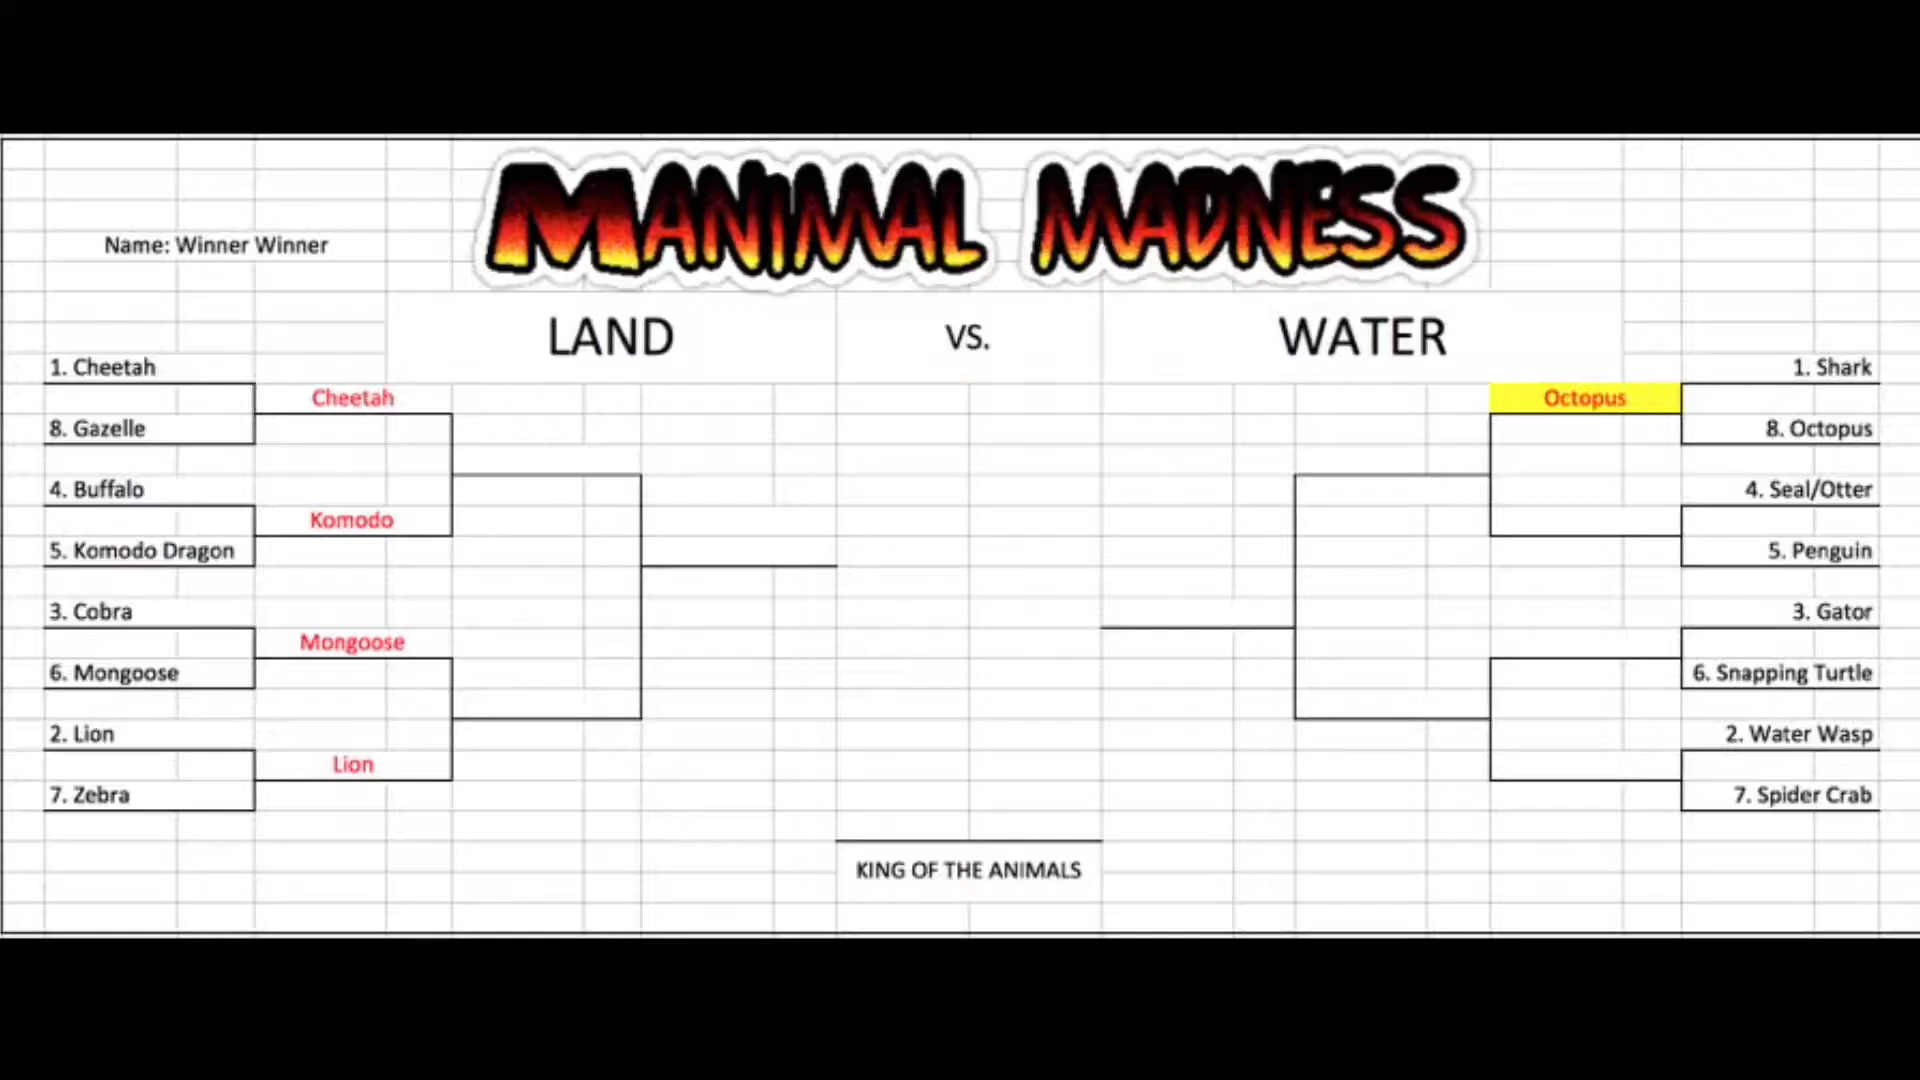 MANIMAL MADNESS
Name: Winner Winner
LAND VS. WATER
1. Cheetah
Cheetah
8. Gazelle
4. Buffalo
Komodo
5. Komodo Dragon
3. Cobra
Mongoose
6. Mongoose
2. Lion
Lion
7. Zebra
1. Shark
Octopus
8. Octopus
4. Seal/Otter
5. Penguin
3. Gator
6. Snapping Turtle
2. Water Wasp
7. Spider Crab
KING OF THE ANIMALS